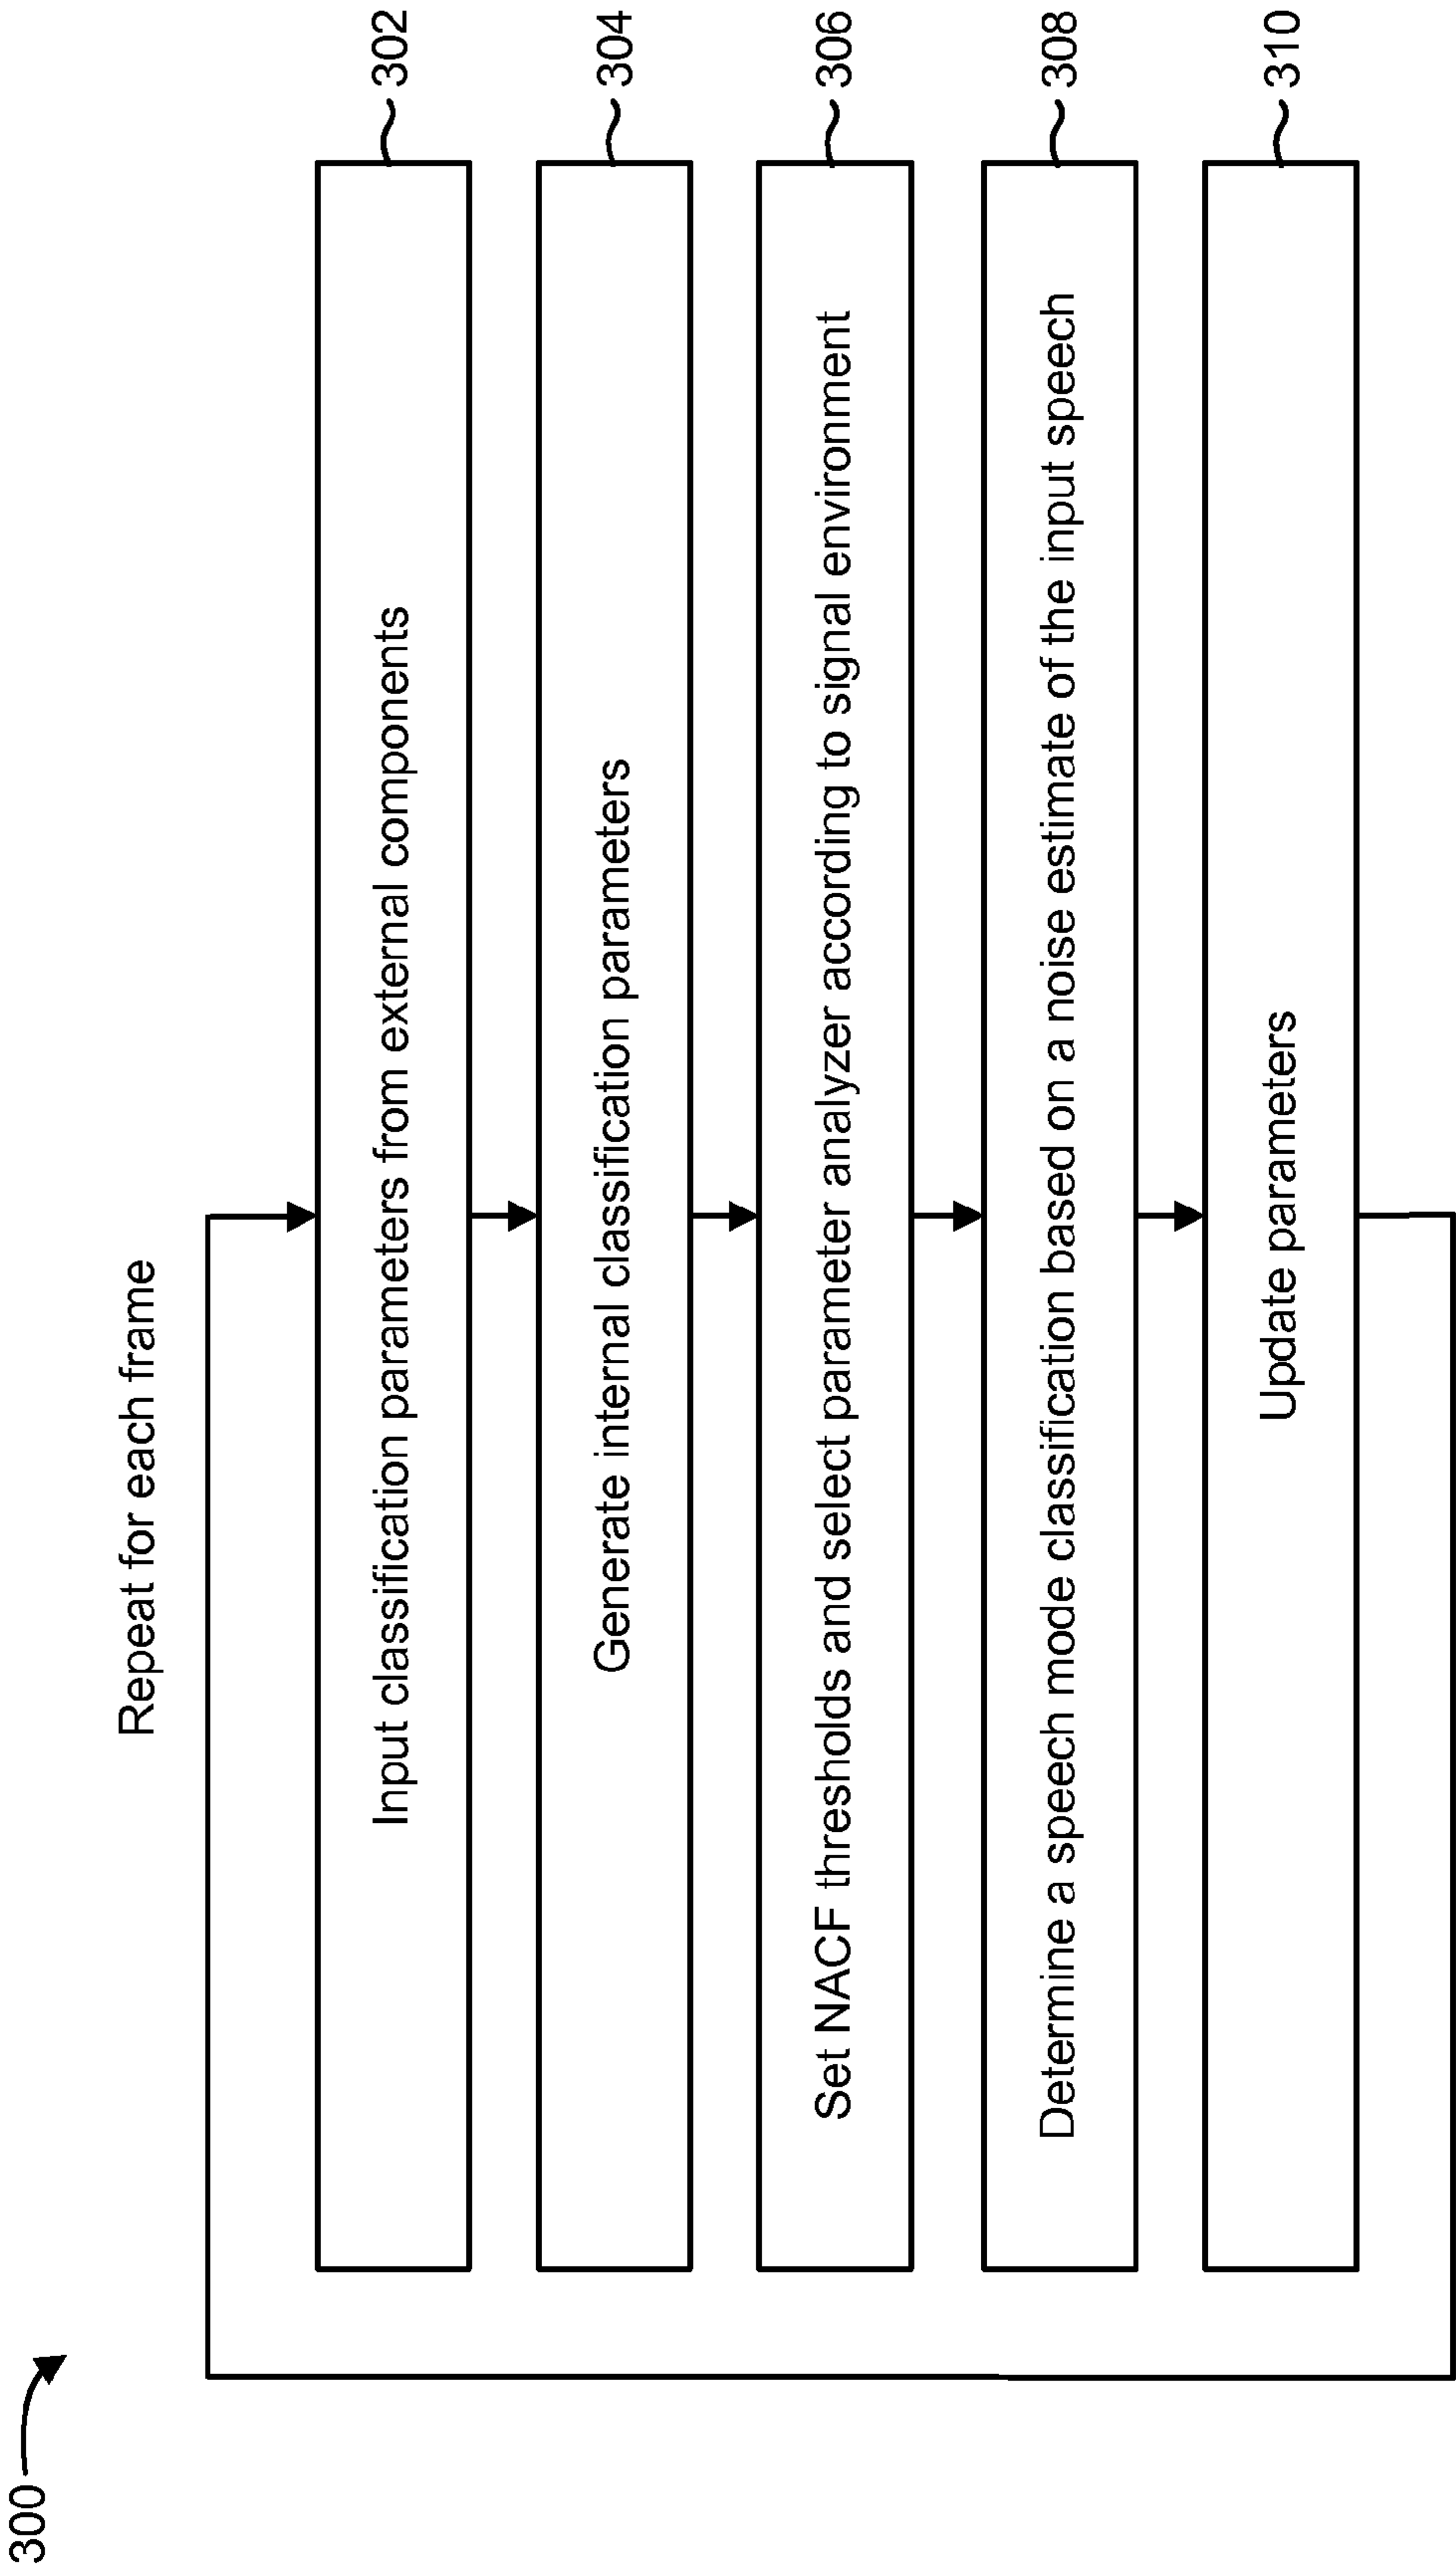 300
Repeat for each frame
Input classification parameters from external components
302
Generate internal classification parameters
304
Set NACF thresholds and select parameter analyzer according to signal environment
306
Determine a speech mode classification based on a noise estimate of the input speech
308
Update parameters
310